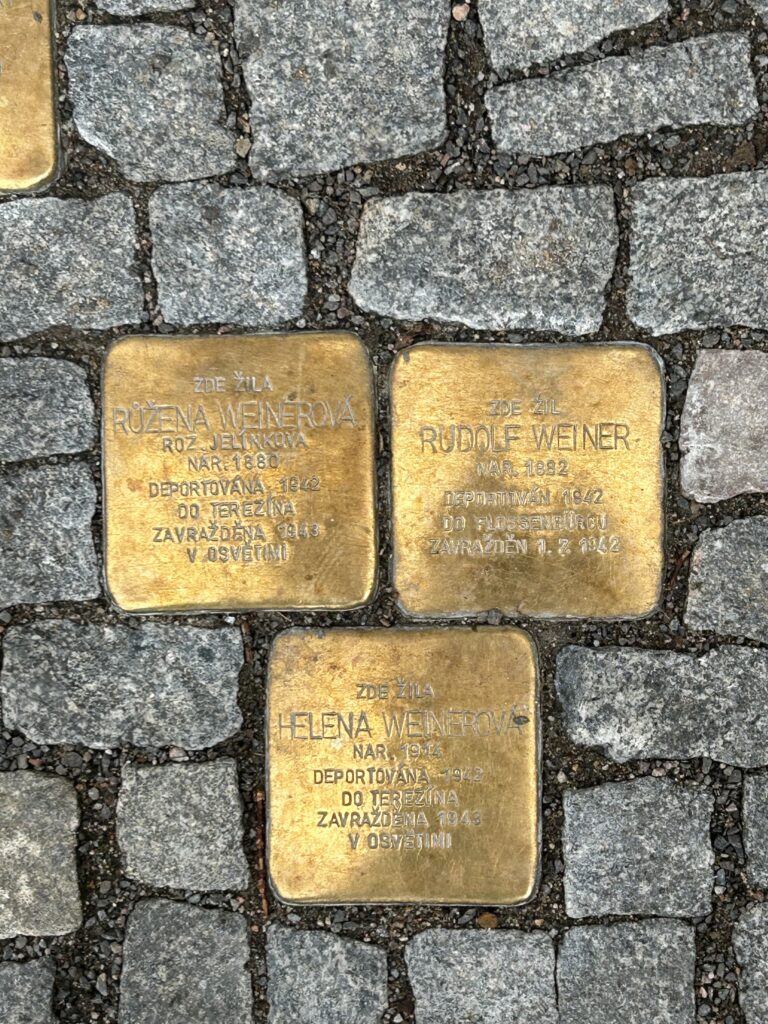 ZDE ŽILA
RŮŽENA WEINEROVÁ
ROZ. JELÍNKOVÁ
NAR. 1880
DEPORTOVÁNA 1942
DO TEREZÍNA
ZAVRAŽDĚNA 1943
V OSVĚTIMI
ZDE ŽIL
RUDOLF WEINER
NAR. 1882
DEPORTOVÁN 1942
DO FLOSSENBÜRGU
ZAVRAŽDĚN 1. 7. 1942
ZDE ŽILA
HELENA WEINEROVÁ
NAR. 1914
DEPORTOVÁNA 1942
DO TEREZÍNA
ZAVRAŽDĚNA 1943
V OSVĚTIMI